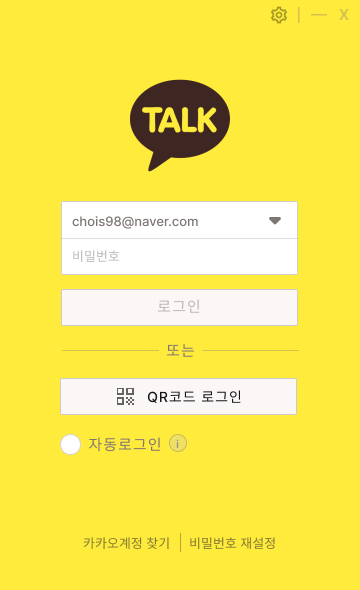 X
TALK
chois98@naver.com
비밀번호
로그인
또는
QR코드 로그인
자동로그인 i
카카오계정 찾기 | 비밀번호 재설정